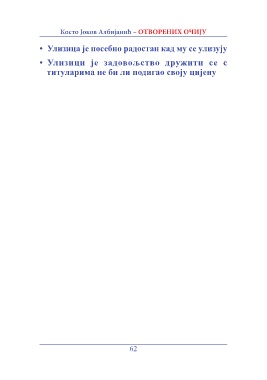 Косто Јоков Албијанић – ОТВОРЕНИХ ОЧИЈУ
• Улизица је посебно радостан кад му се улизују
• Улизици је задовољство дружити се с
титуларима не би ли подигао своју цијену
62